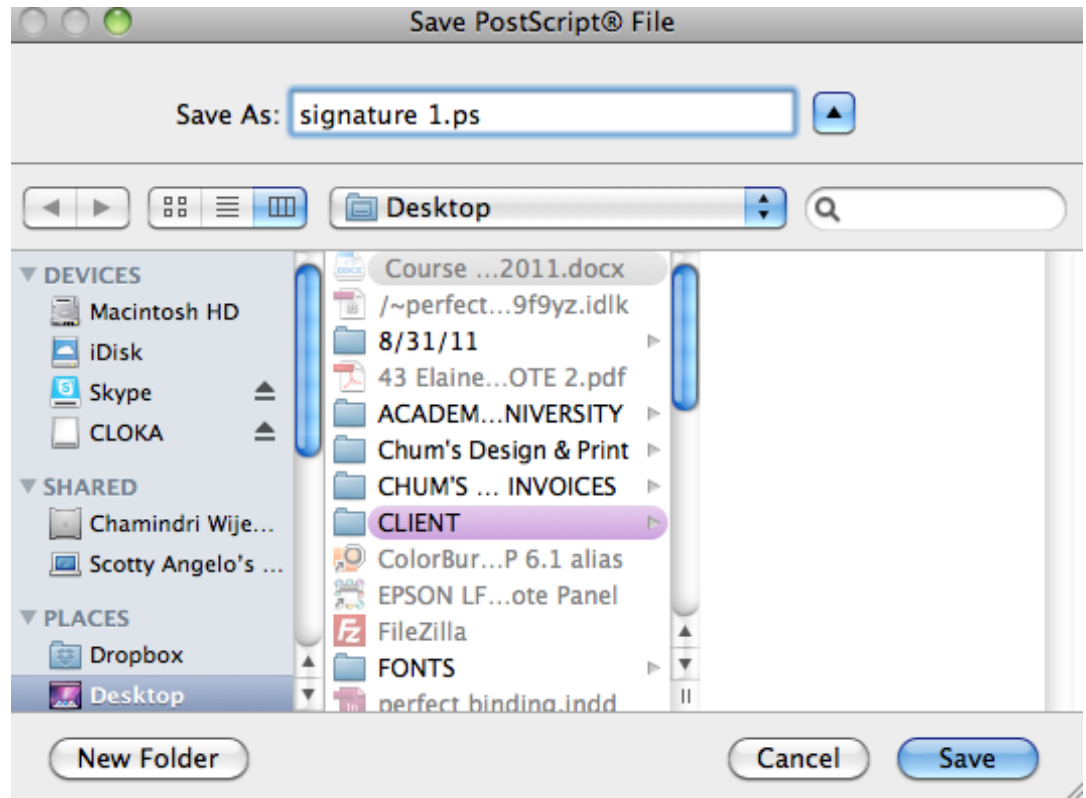 Save PostScript® File
Save As: signature 1.ps
Desktop
DEVICES
Macintosh HD
iDisk
Skype
CLOKA
SHARED
Chamindri Wije...
Scotty Angelo's ...
PLACES
Dropbox
Desktop
Course ...2011.docx
/~perfect...9f9yz.idlk
8/31/11
43 Elaine...OTE 2.pdf
ACADEM...NIVERSITY
Chum's Design & Print
CHUM'S ... INVOICES
CLIENT
ColorBur...P 6.1 alias
EPSON LF...ote Panel
FileZilla
FONTS
perfect binding.indd
New Folder
Cancel
Save